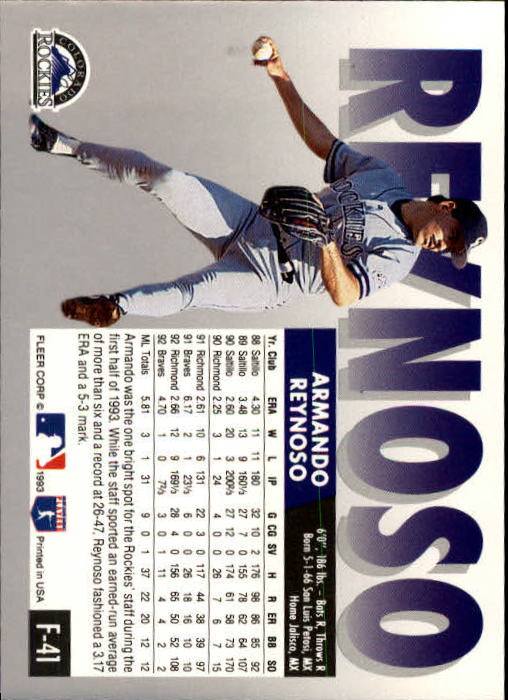 REYNOSO
COLORADO
ROCKIES
ROCKIES
ARMANDO
REYNOSO
6'0", 186 lbs – Bats R, Throws R
Born 5-1-66 San Luis Potosi, MX
Home Jalisco, MX
Yr. Club ERA W L IP G CG SV H R ER BB SO
88 Saltillo 4.30 11 11 180 32 10 2 176 98 86 85 92
89 Saltillo 3.48 13 9 160⅓ 27 7 0 155 78 62 64 107
90 Saltillo 2.60 20 3 200⅔ 27 12 0 174 61 58 73 170
90 Richmond 2.25 3 1 24 4 0 0 26 7 6 7 15
91 Richmond 2.61 10 6 131 22 3 0 117 44 38 39 97
91 Braves 6.17 2 1 23⅓ 6 0 0 26 18 16 10 10
92 Richmond 2.66 12 9 169⅓ 28 4 0 156 65 50 52 108
92 Braves 4.70 1 0 7⅔ 3 0 1 11 4 4 2 2
ML Totals 5.81 3 1 31 9 0 1 37 22 20 12 12
Armando was the one bright spot for the Rockies' staff during the
first half of 1993. While the staff sported an earned-run average
of more than six and a record at 26-47, Reynoso fashioned a 3.17
ERA and a 5-3 mark.
FLEER CORP © 1993 Printed in USA
F-41